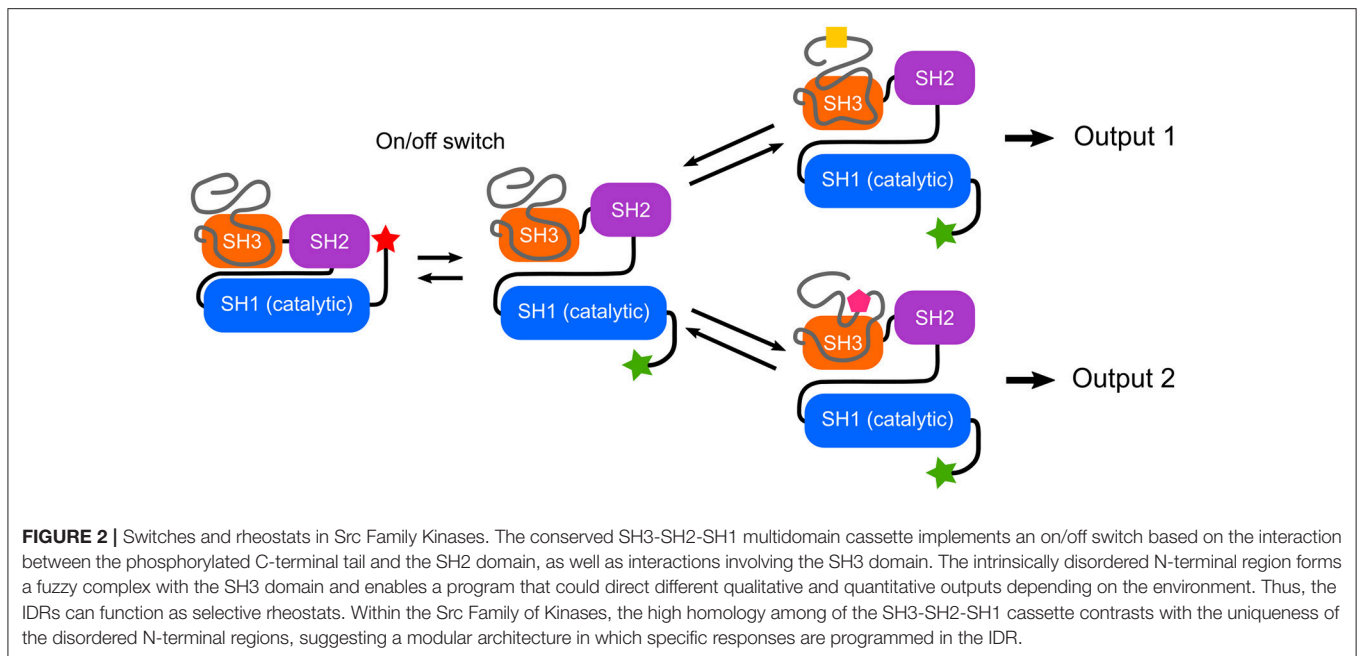 On/off switch
SH3
SH2
SH1 (catalytic)
SH3
SH2
SH1 (catalytic)
SH3
SH2
SH1 (catalytic)
Output 1
SH3
SH2
SH1 (catalytic)
Output 2
FIGURE 2 | Switches and rheostats in Src Family Kinases. The conserved SH3-SH2-SH1 multidomain cassette implements an on/off switch based on the interaction
between the phosphorylated C-terminal tail and the SH2 domain, as well as interactions involving the SH3 domain. The intrinsically disordered N-terminal region forms
a fuzzy complex with the SH3 domain and enables a program that could direct different qualitative and quantitative outputs depending on the environment. Thus, the
IDRs can function as selective rheostats. Within the Src Family of Kinases, the high homology among of the SH3-SH2-SH1 cassette contrasts with the uniqueness of
the disordered N-terminal regions, suggesting a modular architecture in which specific responses are programmed in the IDR.